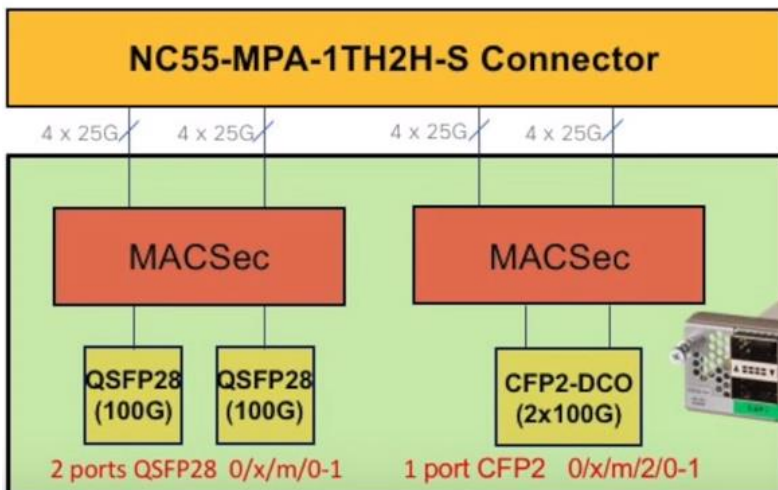 NC55-MPA-1TH2H-S Connector
4 x 25G 4 x 25G 4 x 25G 4 x 25G
MACSec MACSec
QSFP28 QSFP28 CFP2-DCO
(100G) (100G) (2x100G)
2 ports QSFP28 0/x/m/0-1 1 port CFP2 0/x/m/2/0-1